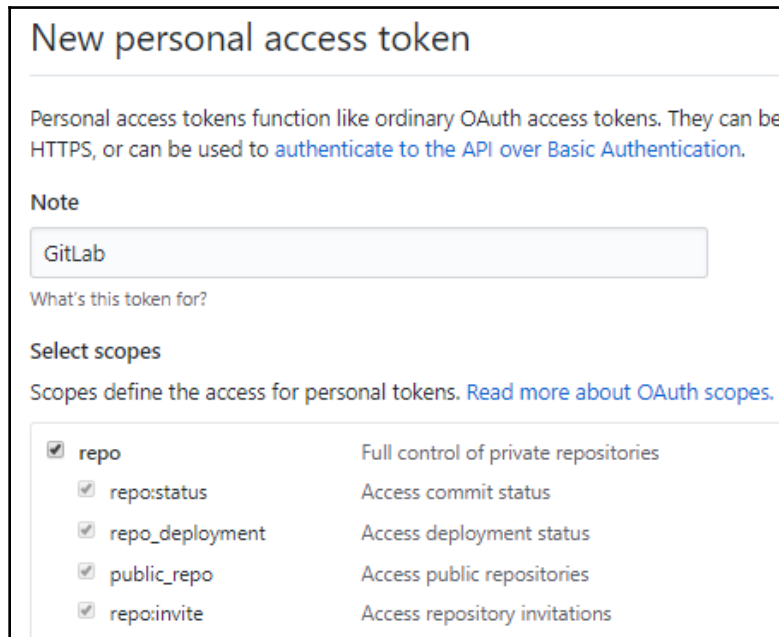 New personal access token
Personal access tokens function like ordinary OAuth access tokens. They can be
HTTPS, or can be used to authenticate to the API over Basic Authentication.
Note
GitLab
What's this token for?
Select scopes
Scopes define the access for personal tokens. Read more about OAuth scopes.
repo Full control of private repositories
repo:status Access commit status
repo_deployment Access deployment status
public_repo Access public repositories
repo:invite Access repository invitations